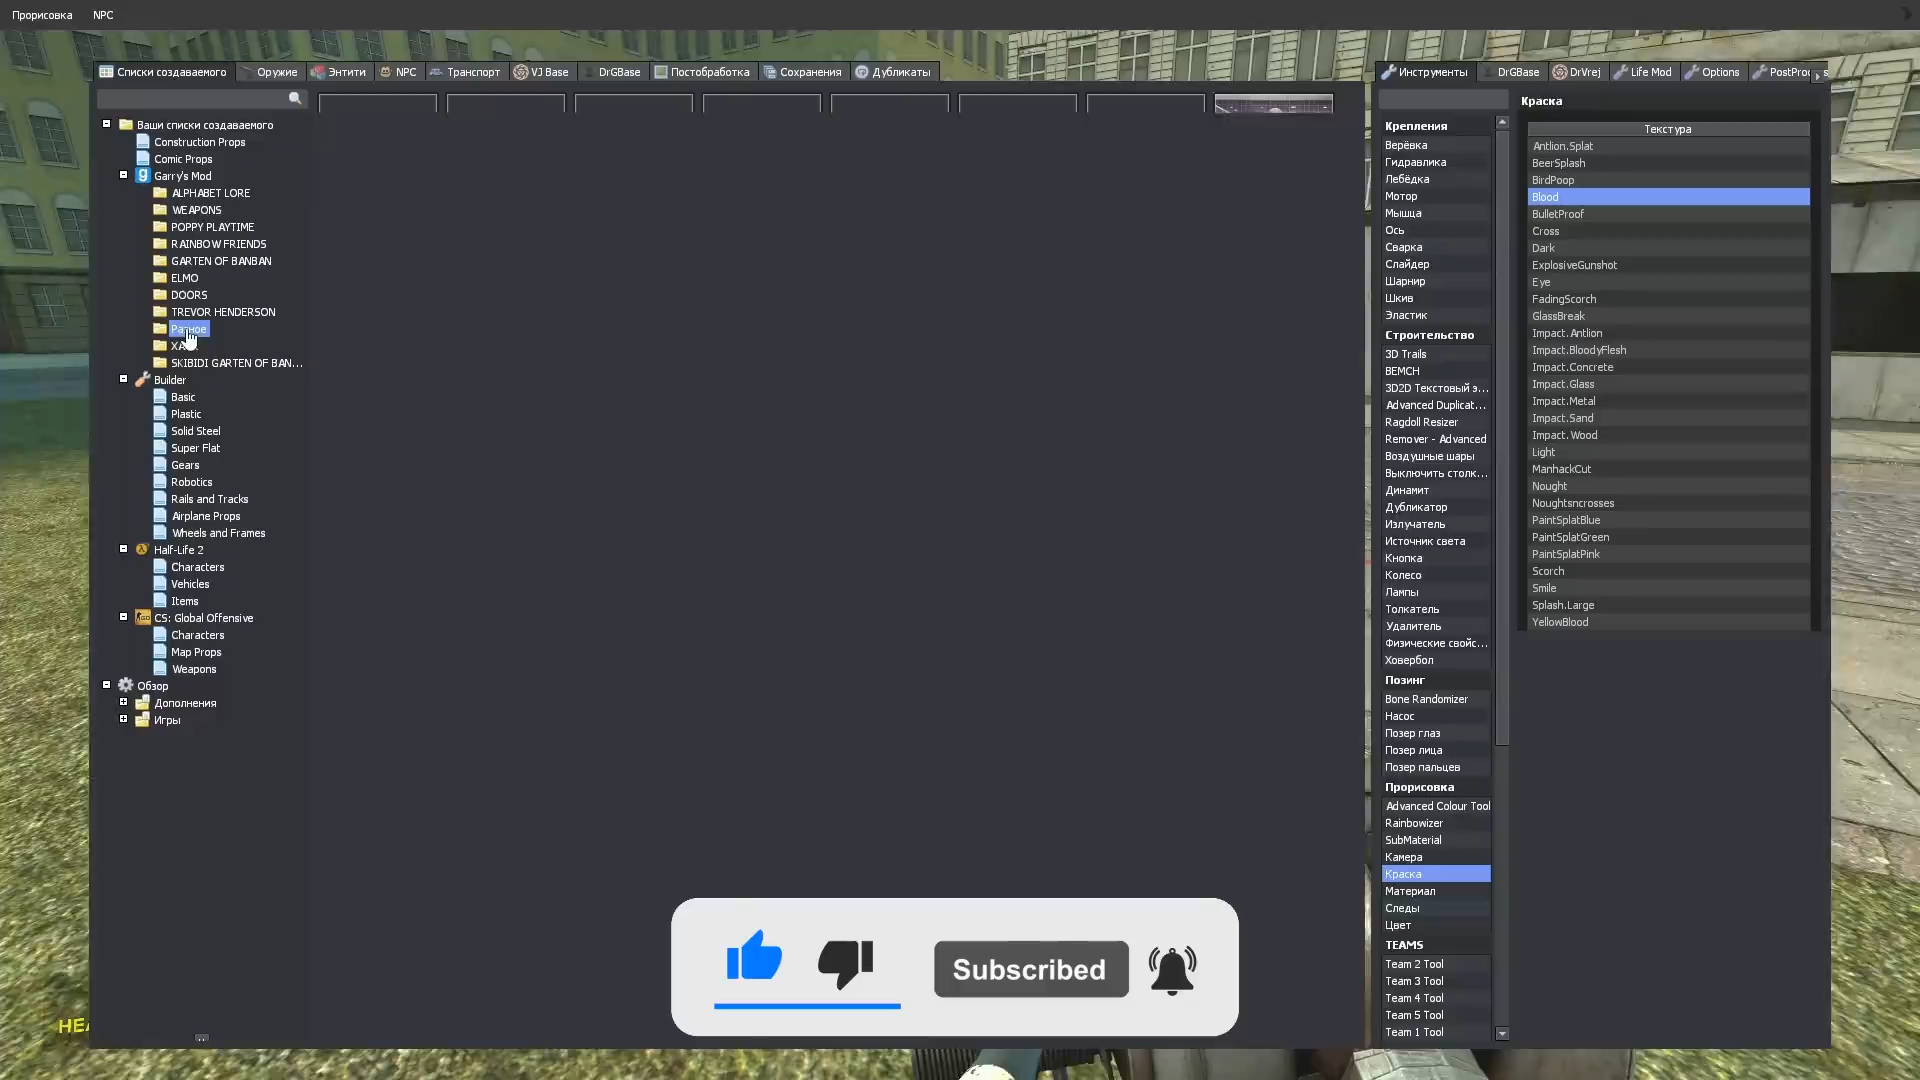 Прорисовка NPC
Списки создаваемого Оружие Энтити NPC Транспорт VJ Base DrGBase Постобработка Сохранения Дубликаты
Ваши списки создаваемого
Construction Props
Comic Props
Garry's Mod
ALPHABET LORE
WEAPONS
POPPY PLAYTIME
RAINBOW FRIENDS
GARTEN OF BANBAN
ELMO
DOORS
TREVOR HENDERSON
Разное
SKIBIDI GARTEN OF BAN...
Builder
Basic
Plastic
Solid Steel
Super Flat
Gears
Robotics
Rails and Tracks
Airplane Props
Wheels and Frames
Half-Life 2
Characters
Vehicles
Items
CS: Global Offensive
Characters
Map Props
Weapons
Обзор
Дополнения
Игры
Инструменты DrGBase DrVrej Life Mod Options
Крепления
Верёвка
Гидравлика
Лебёдка
Мотор
Мышца
Ось
Сварка
Слайдер
Шарнир
Шкив
Эластик
Строительство
3D Trails
BEMCH
3D2D Текстовый э...
Advanced Duplicat...
Ragdoll Resizer
Remover - Advanced
Воздушные шары
Выключить столк...
Динамит
Дубликатор
Излучатель
Источник света
Кнопка
Колесо
Лампы
Толкатель
Удалитель
Физические свойс...
Ховербол
Позинг
Bone Randomizer
Насос
Позер глаз
Позер лица
Позер пальцев
Прорисовка
Advanced Colour Tool
Rainbowizer
SubMaterial
Камера
Краска
Материал
Следы
Цвет
TEAMS
Team 2 Tool
Team 3 Tool
Team 4 Tool
Team 5 Tool
Team 1 Tool
Краска
Текстура
Antlion.Splat
BeerSplash
BirdPoop
Blood
BulletProof
Cross
Dark
ExplosiveGunshot
Eye
FadingScorch
GlassBreak
Impact.Antlion
Impact.BloodyFlesh
Impact.Concrete
Impact.Glass
Impact.Metal
Impact.Sand
Impact.Wood
Light
ManhackCut
Nought
Noughtsncrosses
PaintSplatBlue
PaintSplatGreen
PaintSplatPink
Scorch
Smile
Splash.Large
YellowBlood
Subscribed